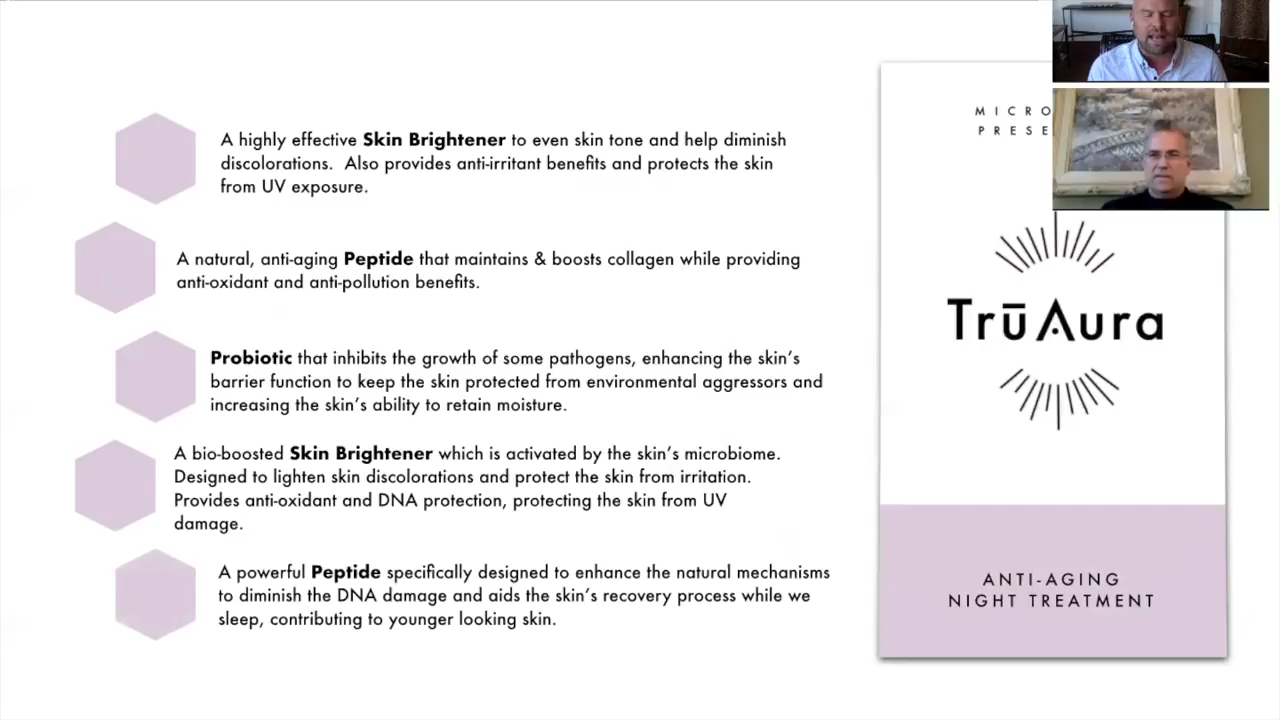 A highly effective Skin Brightener to even skin tone and help diminish
discolorations.  Also provides anti-irritant benefits and protects the skin
from UV exposure.
A natural, anti-aging Peptide that maintains & boosts collagen while providing
anti-oxidant and anti-pollution benefits.
Probiotic that inhibits the growth of some pathogens, enhancing the skin's
barrier function to keep the skin protected from environmental aggressors and
increasing the skin's ability to retain moisture.
A bio-boosted Skin Brightener which is activated by the skin's microbiome.
Designed to lighten skin discolorations and protect the skin from irritation.
Provides anti-oxidant and DNA protection, protecting the skin from UV
damage.
A powerful Peptide specifically designed to enhance the natural mechanisms
to diminish the DNA damage and aids the skin's recovery process while we
sleep, contributing to younger looking skin.
TrūAura
ANTI-AGING
NIGHT TREATMENT